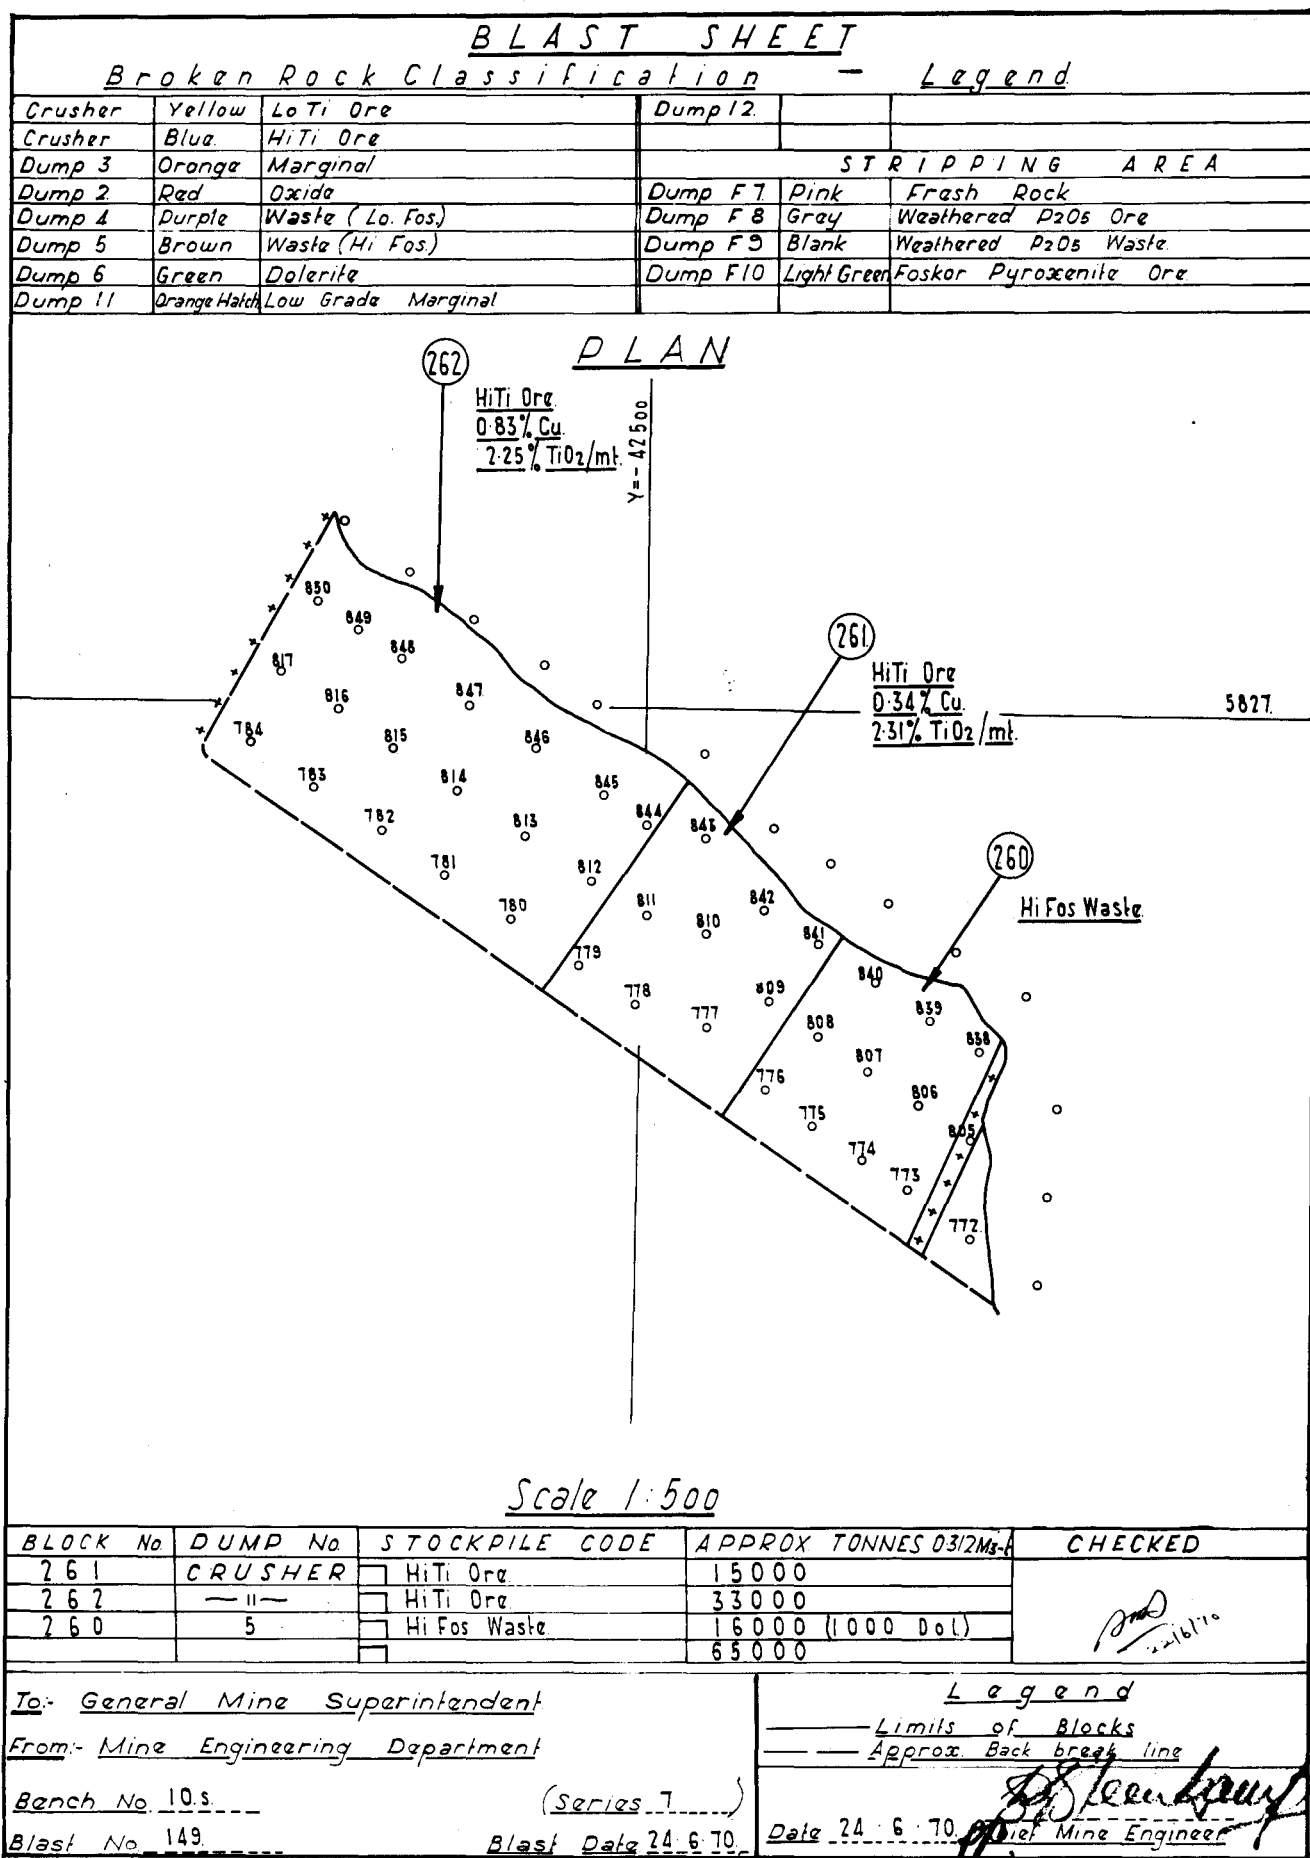 BLAST SHEET
Broken Rock Classification - Legend
Crusher Yellow Lo Ti Ore Dump 12.
Crusher Blue. HiTi Ore
Dump 3 Orange Marginal STRIPPING AREA
Dump 2 Red Oxide Dump F7 Pink Fresh Rock
Dump 4 Purple Waste (Lo. Fos.) Dump F8 Grey Weathered P2O5 Ore
Dump 5 Brown Waste (Hi Fos.) Dump F9 Blank Weathered P2O5 Waste.
Dump 6 Green Dolerite Dump F10 Light Green Foskor Pyroxenite Ore
Dump 11 Orange Hatch Low Grade Marginal
PLAN
262
HiTi Ore.
0.83% Cu.
2.25% TiO2/mt.
Y=-42500
850
849
848
817
816
847
261
HiTi Ore
0.34% Cu.
2.31% TiO2/mt.
5827.
784
815
846
783
814
845
782
813
844
843
781
812
260
Hi Fos Waste
780
811
810
842
841
779
840
778
777
809
808
839
838
776
807
806
775
805
774
773
772
Scale 1:500
BLOCK No. DUMP No. STOCKPILE CODE APPROX TONNES 0312M3-t CHECKED
261 CRUSHER HiTi Ore 15000
262 —"— HiTi Ore 33000
260 5 Hi Fos Waste 16000 (1000 Dol.)
65000
22/6/70
To:- General Mine Superintendent
From:- Mine Engineering Department
Bench No. 10.s. (Series 7)
Blast No. 149. Blast Date 24.6.70.
Legend
Limits of Blocks
Approx. Back break line
Date 24.6.70. pp. Chief Mine Engineer